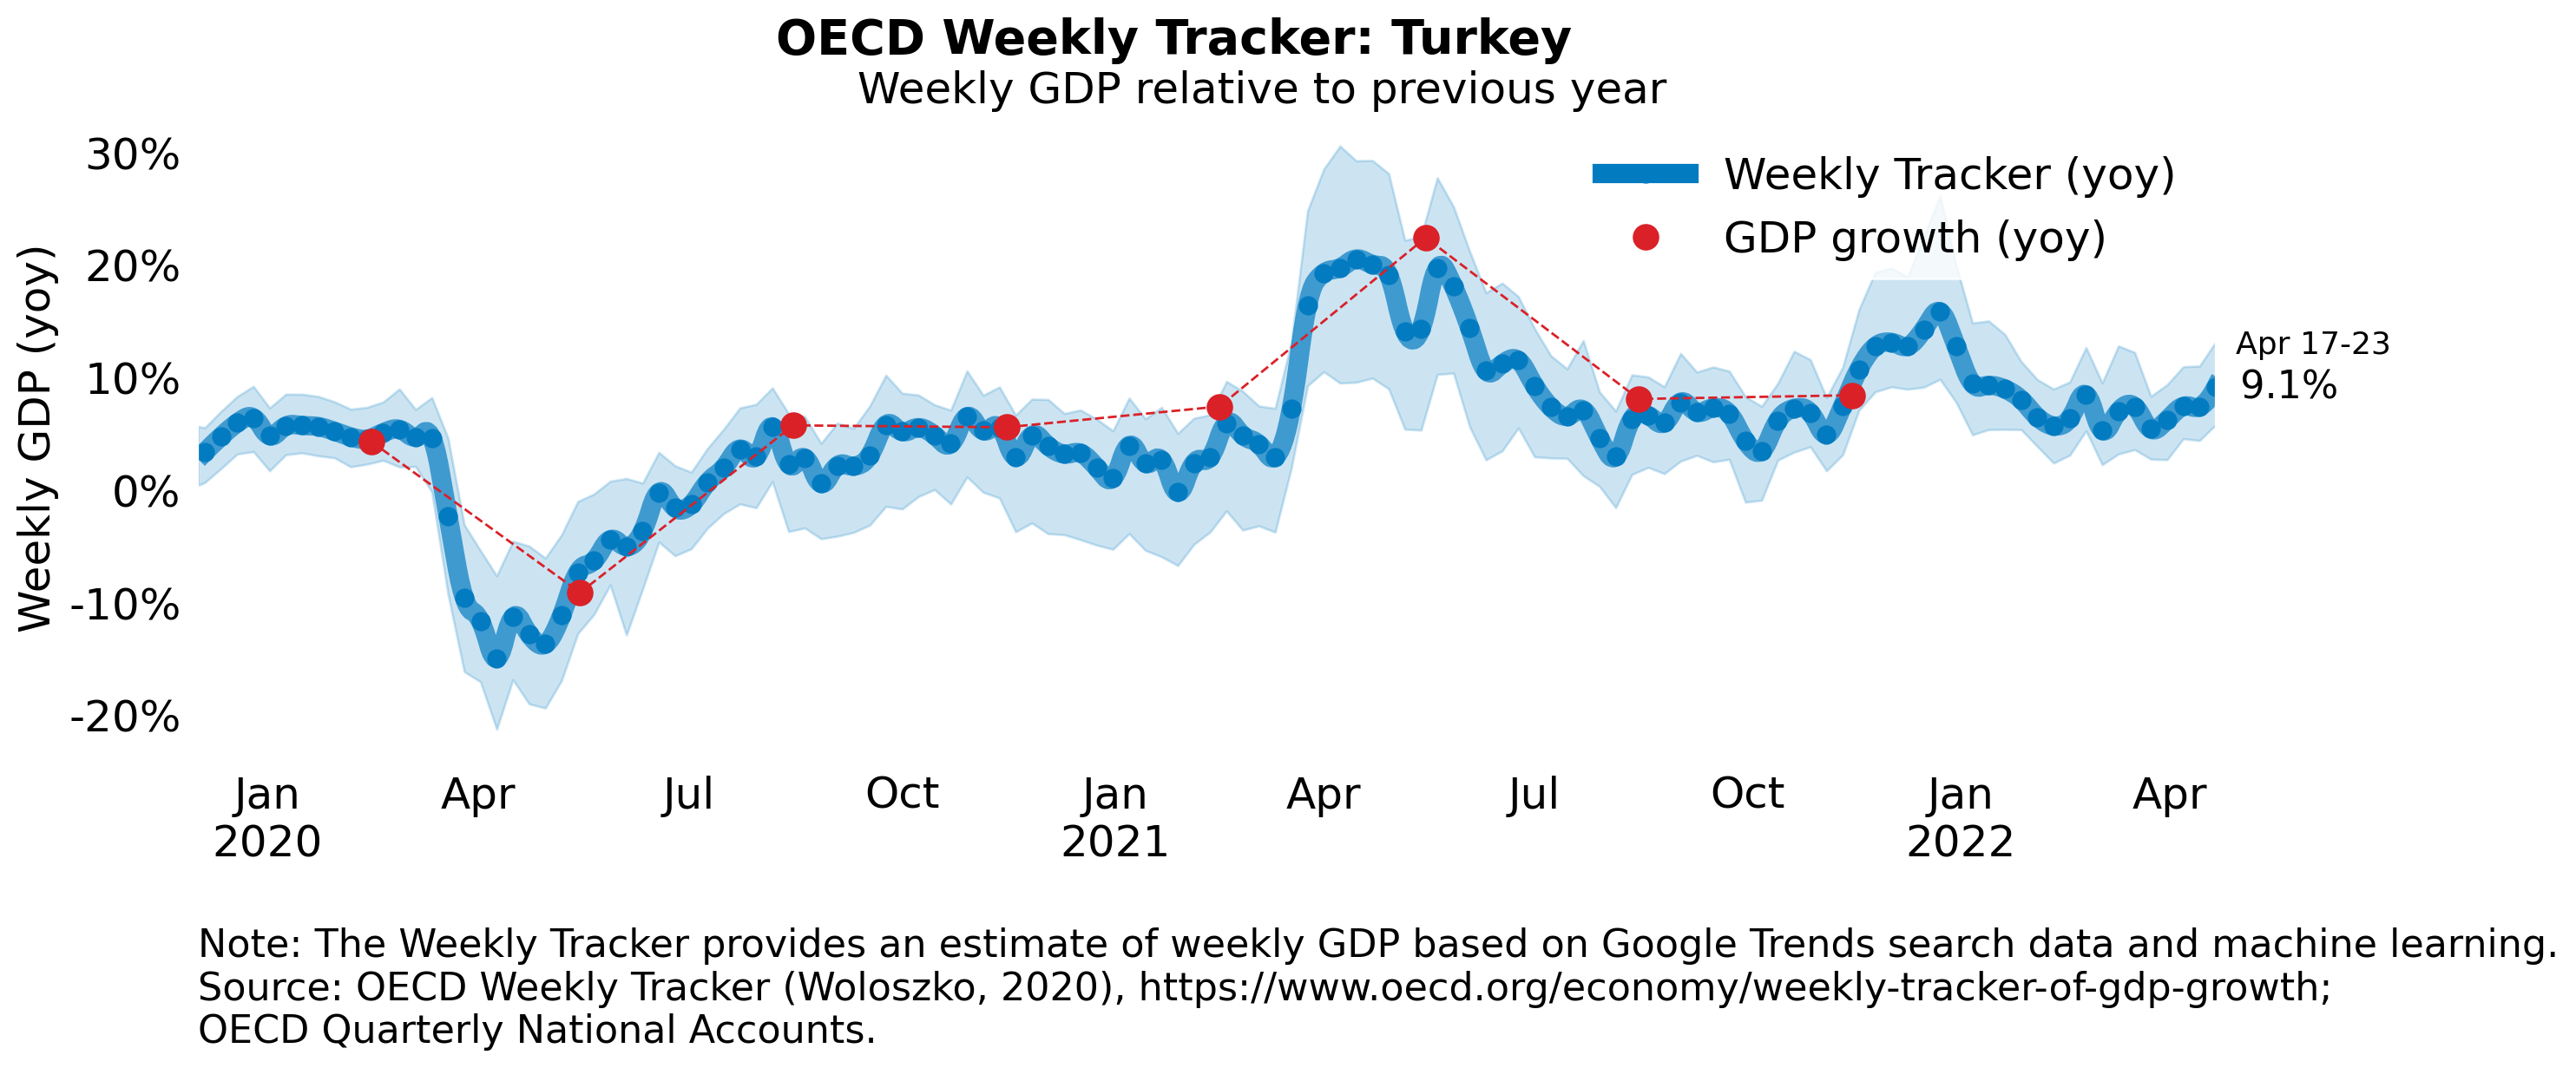 OECD Weekly Tracker: Turkey
Weekly GDP relative to previous year
Weekly GDP (yoy)
30%
20%
10%
0%
-10%
-20%
Weekly Tracker (yoy)
GDP growth (yoy)
Apr 17-23
9.1%
Jan Apr Jul Oct Jan Apr Jul Oct Jan Apr
2020 2021 2022
Note: The Weekly Tracker provides an estimate of weekly GDP based on Google Trends search data and machine learning.
Source: OECD Weekly Tracker (Woloszko, 2020), https://www.oecd.org/economy/weekly-tracker-of-gdp-growth;
OECD Quarterly National Accounts.